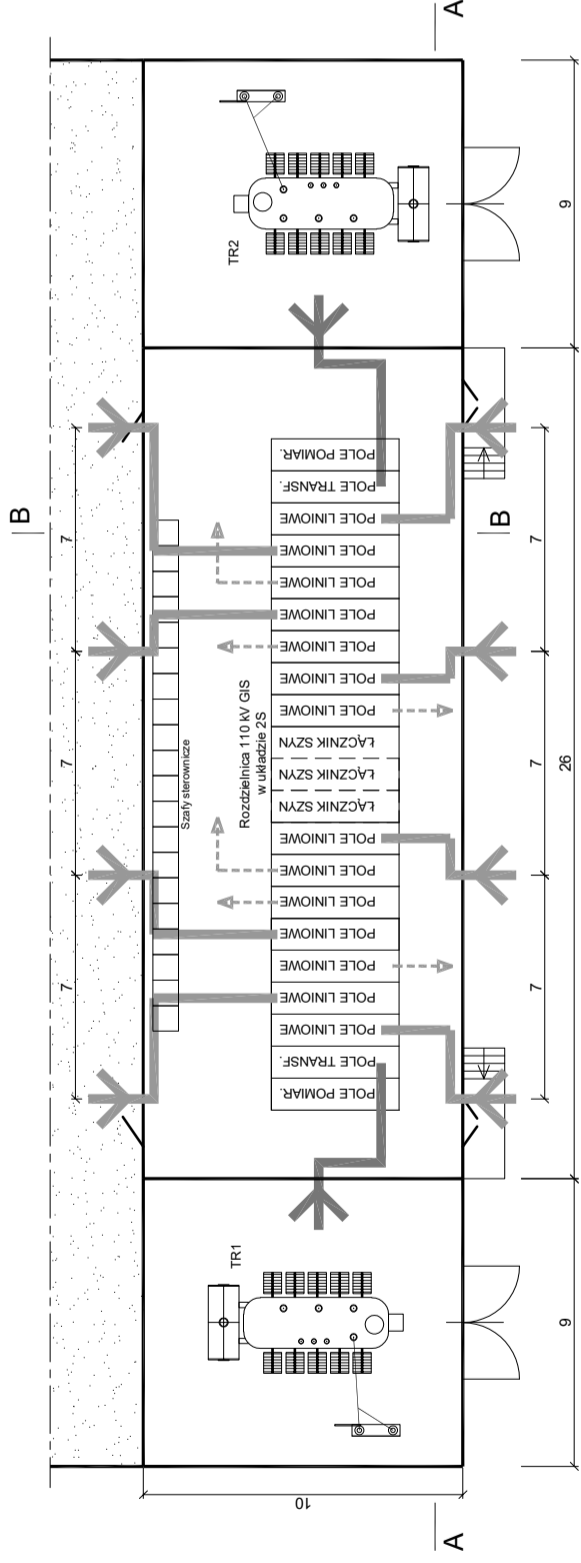 B
7
7
7
Szafy sterownicze
TR1
TR2
Rozdzielnica 110 kV GIS
w układzie 2S
POLE POMIAR.
POLE TRANSF.
POLE LINIOWE
POLE LINIOWE
POLE LINIOWE
POLE LINIOWE
POLE LINIOWE
POLE LINIOWE
POLE LINIOWE
ŁĄCZNIK SZYN
ŁĄCZNIK SZYN
ŁĄCZNIK SZYN
POLE LINIOWE
POLE LINIOWE
POLE LINIOWE
POLE LINIOWE
POLE LINIOWE
POLE LINIOWE
POLE LINIOWE
POLE TRANSF.
POLE POMIAR.
10
A
A
B
7
7
7
9
26
9